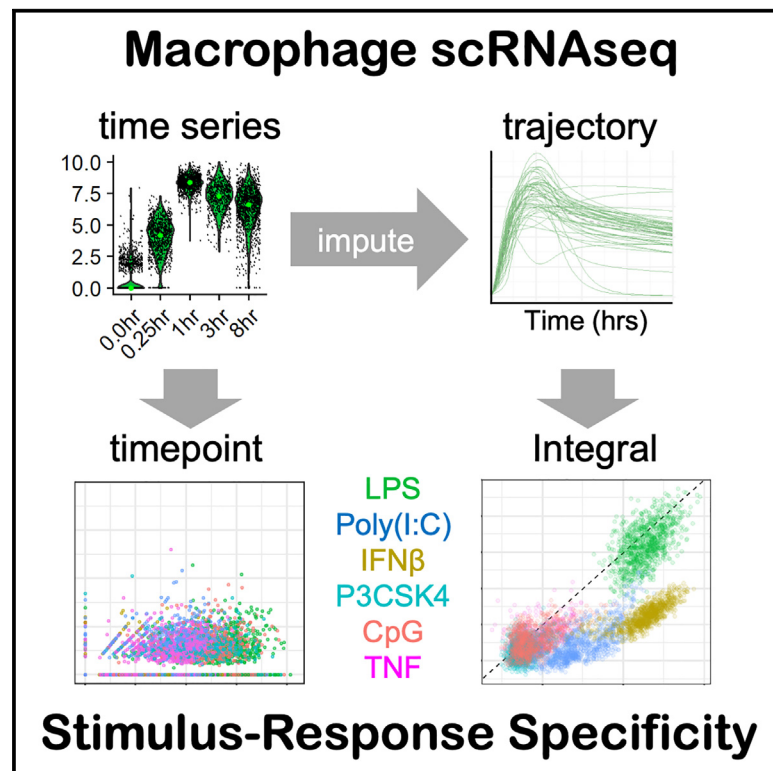 Macrophage scRNAseq
time series
trajectory
10.0
7.5
5.0
2.5
0.0
0.0hr
0.25hr
1hr
3hr
8hr
impute
Time (hrs)
timepoint
Integral
LPS
Poly(I:C)
IFNβ
P3CSK4
CpG
TNF
Stimulus-Response Specificity